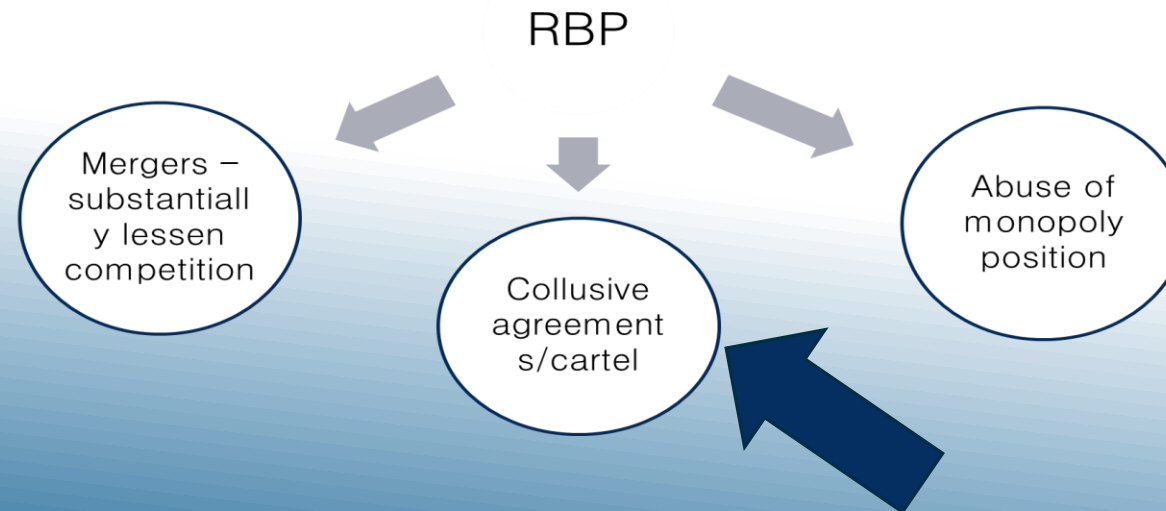 RBP
Mergers –
substantiall
y lessen
competition
Collusive
agreement
s/cartel
Abuse of
monopoly
position